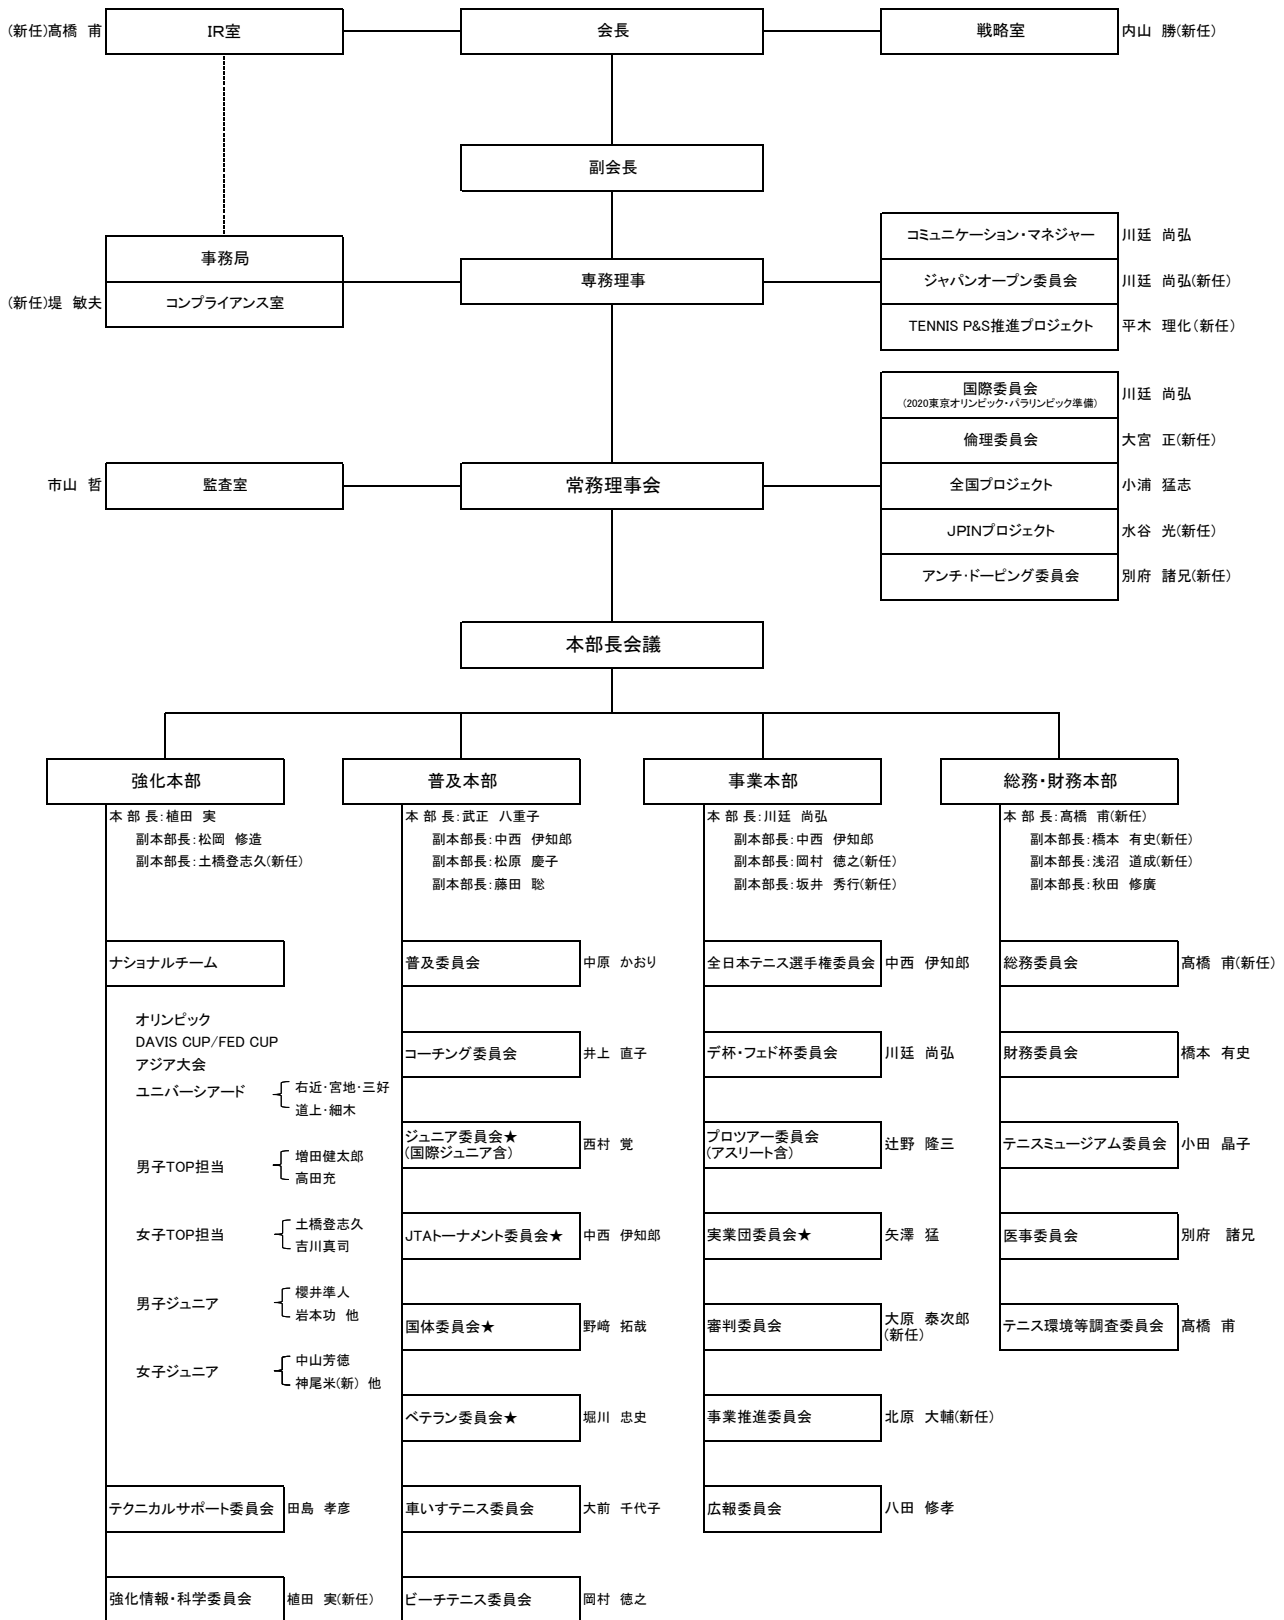 (新任)髙橋 甫
IR室
会長
戦略室
内山 勝(新任)
副会長
事務局
(新任)堤 敏夫
コンプライアンス室
専務理事
コミュニケーション・マネジャー
川廷 尚弘
ジャパンオープン委員会
川廷 尚弘(新任)
TENNIS P&S推進プロジェクト
平木 理化(新任)
国際委員会
(2020東京オリンピック・パラリンピック準備)
川廷 尚弘
倫理委員会
大宮 正(新任)
市山 哲
監査室
常務理事会
全国プロジェクト
小浦 猛志
JPINプロジェクト
水谷 光(新任)
アンチ・ドーピング委員会
別府 諸兄(新任)
本部長会議
強化本部
本 部 長:植田 実
副本部長:松岡 修造
副本部長:土橋登志久(新任)
ナショナルチーム
オリンピック
DAVIS CUP/FED CUP
アジア大会
ユニバーシアード
右近・宮地・三好
道上・細木
男子TOP担当
増田健太郎
高田充
女子TOP担当
土橋登志久
吉川真司
男子ジュニア
櫻井準人
岩本功 他
女子ジュニア
中山芳徳
神尾米(新) 他
テクニカルサポート委員会
田島 孝彦
強化情報・科学委員会
植田 実(新任)
普及本部
本 部 長:武正 八重子
副本部長:中西 伊知郎
副本部長:松原 慶子
副本部長:藤田 聡
普及委員会
中原 かおり
コーチング委員会
井上 直子
ジュニア委員会★
(国際ジュニア含)
西村 覚
JTAトーナメント委員会★
中西 伊知郎
国体委員会★
野﨑 拓哉
ベテラン委員会★
堀川 忠史
車いすテニス委員会
大前 千代子
ビーチテニス委員会
岡村 徳之
事業本部
本 部 長:川廷 尚弘
副本部長:中西 伊知郎
副本部長:岡村 徳之(新任)
副本部長:坂井 秀行(新任)
全日本テニス選手権委員会
中西 伊知郎
デ杯・フェド杯委員会
川廷 尚弘
プロツアー委員会
(アスリート含)
辻野 隆三
実業団委員会★
矢澤 猛
審判委員会
大原 泰次郎
(新任)
事業推進委員会
北原 大輔(新任)
広報委員会
八田 修孝
総務・財務本部
本 部 長:髙橋 甫(新任)
副本部長:橋本 有史(新任)
副本部長:浅沼 道成(新任)
副本部長:秋田 修廣
総務委員会
髙橋 甫(新任)
財務委員会
橋本 有史
テニスミュージアム委員会
小田 晶子
医事委員会
別府 諸兄
テニス環境等調査委員会
髙橋 甫